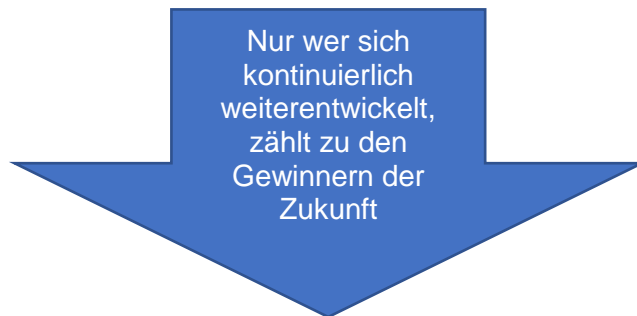 Nur wer sich
kontinuierlich
weiterentwickelt,
zählt zu den
Gewinnern der
Zukunft